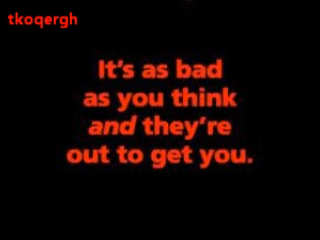 tkoqergh
It's as bad
as you think
and they're
out to get you.